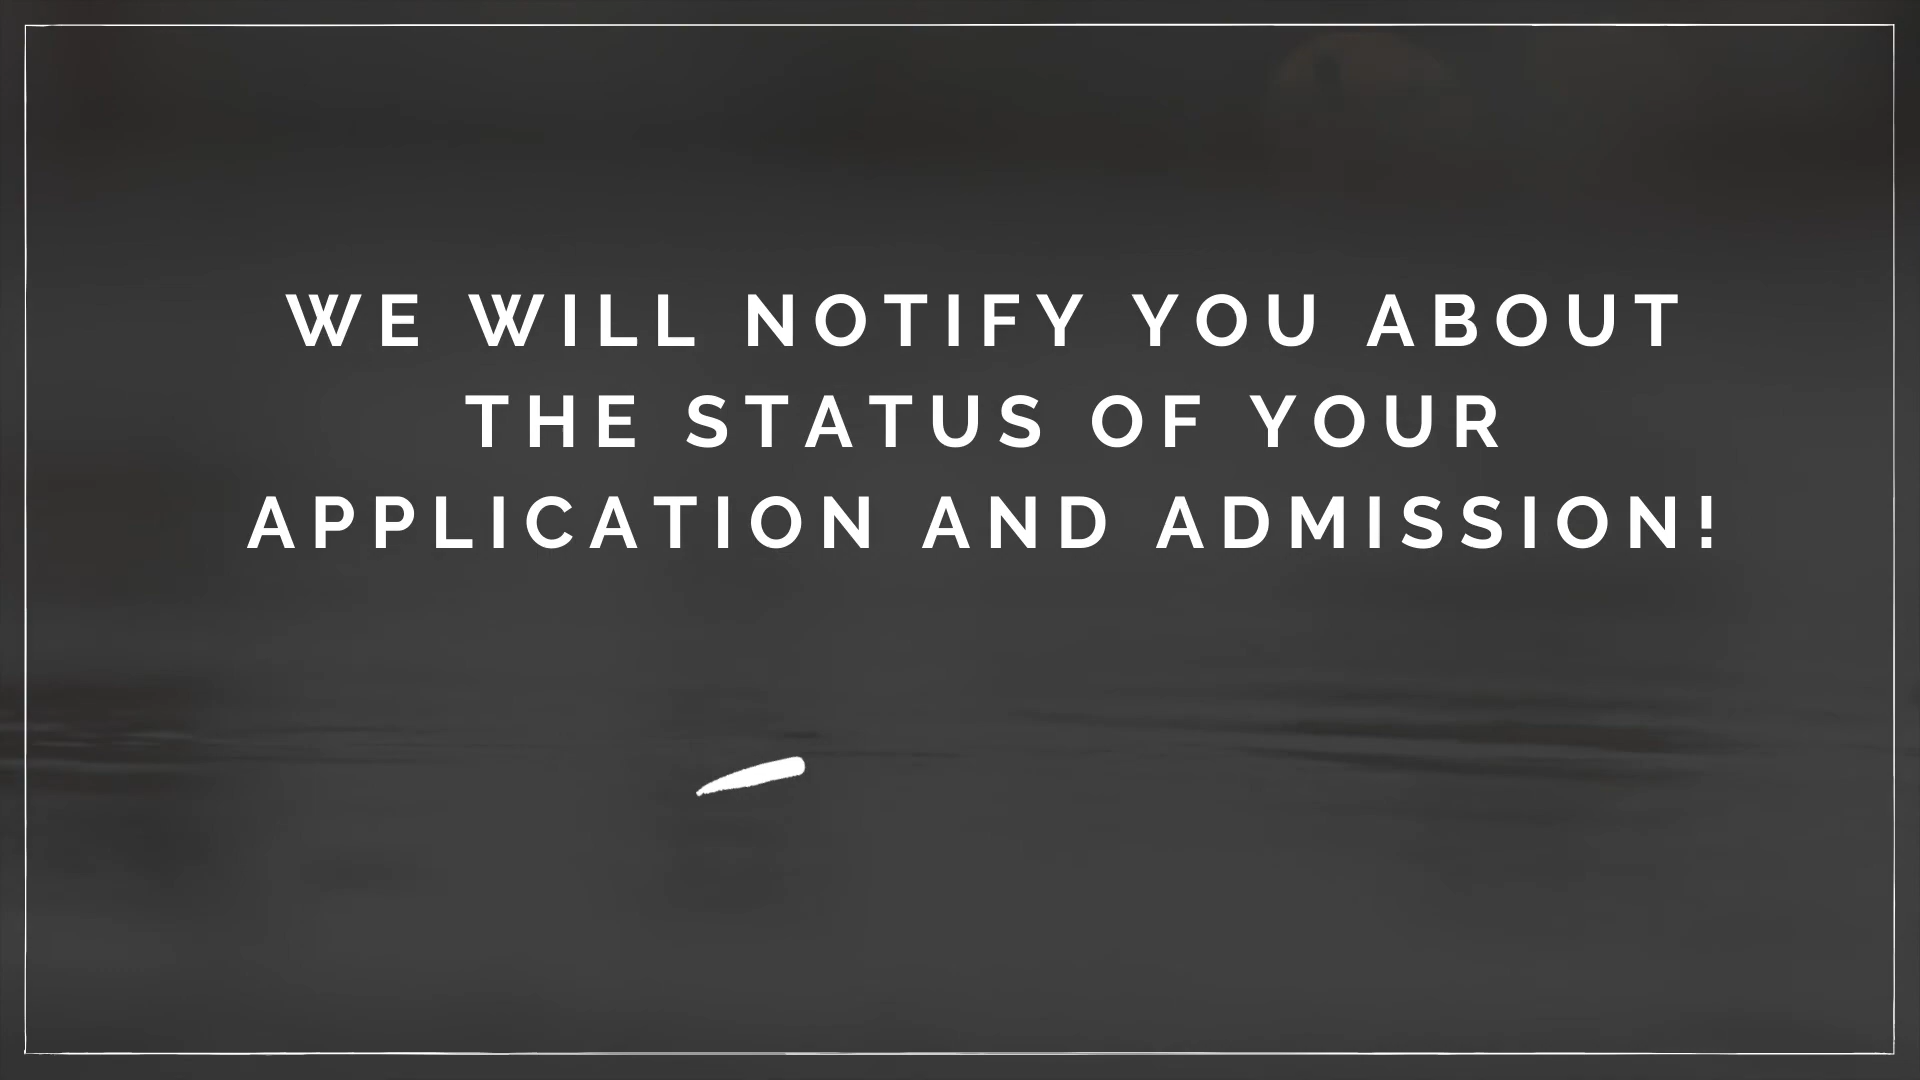 WE WILL NOTIFY YOU ABOUT
THE STATUS OF YOUR
APPLICATION AND ADMISSION!